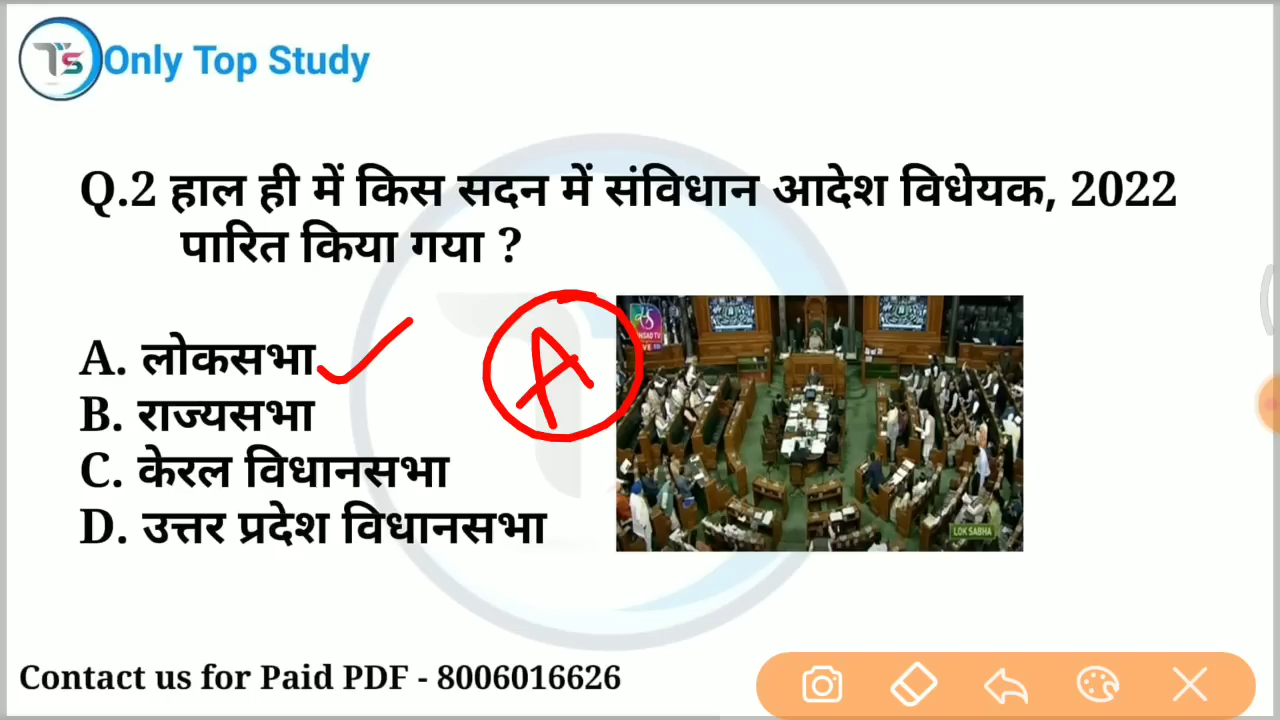 TS Only Top Study
Q.2 हाल ही में किस सदन में संविधान आदेश विधेयक, 2022
पारित किया गया ?
A. लोकसभा
B. राज्यसभा
C. केरल विधानसभा
D. उत्तर प्रदेश विधानसभा
A
LOK SABHA
Contact us for Paid PDF - 8006016626